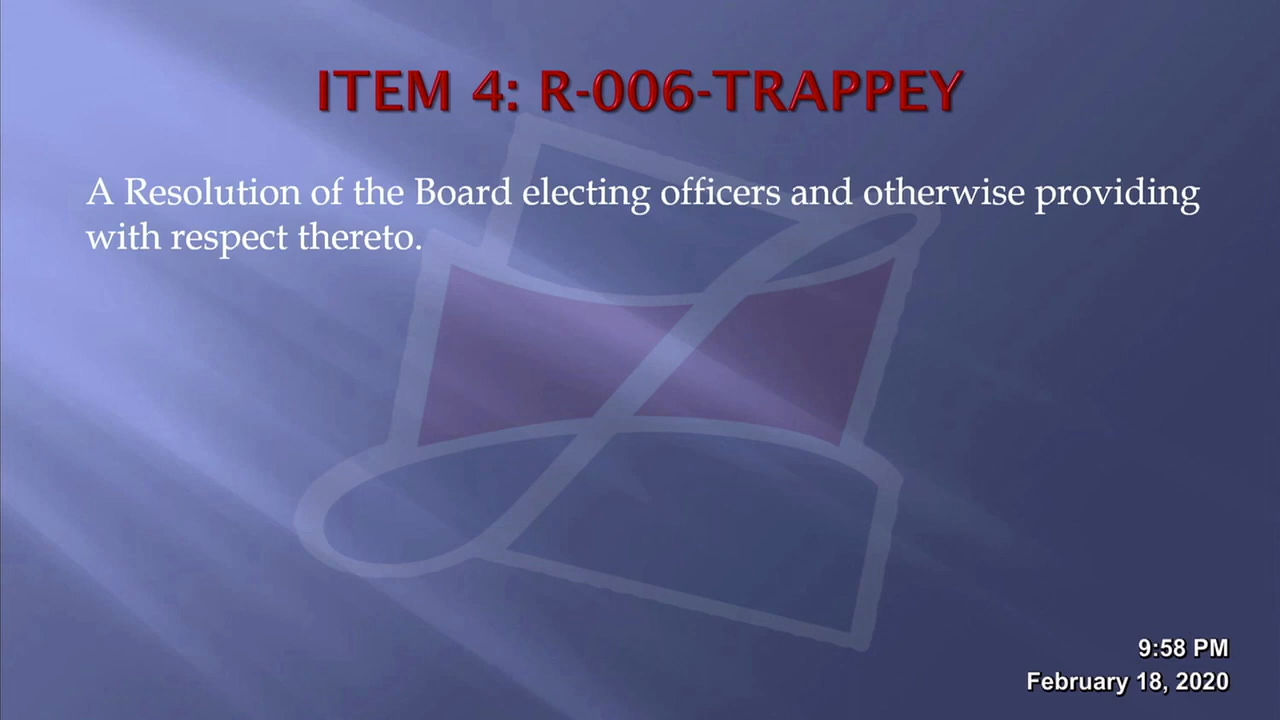 ITEM 4: R-006-TRAPPEY
A Resolution of the Board electing officers and otherwise providing
with respect thereto.
9:58 PM
February 18, 2020